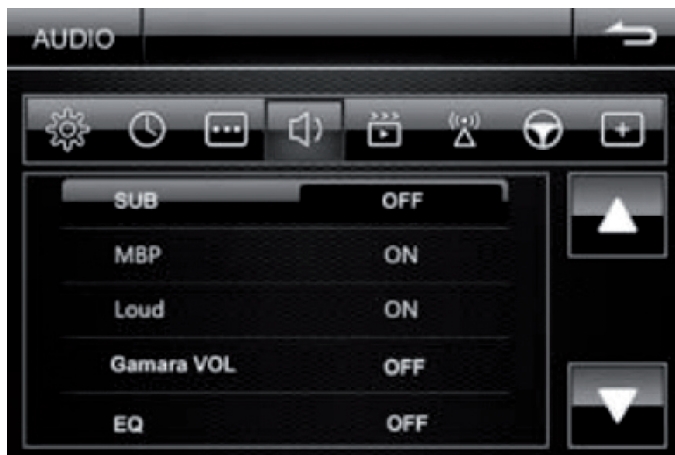 AUDIO
SUB OFF
MBP ON
Loud ON
Gamara VOL OFF
EQ OFF